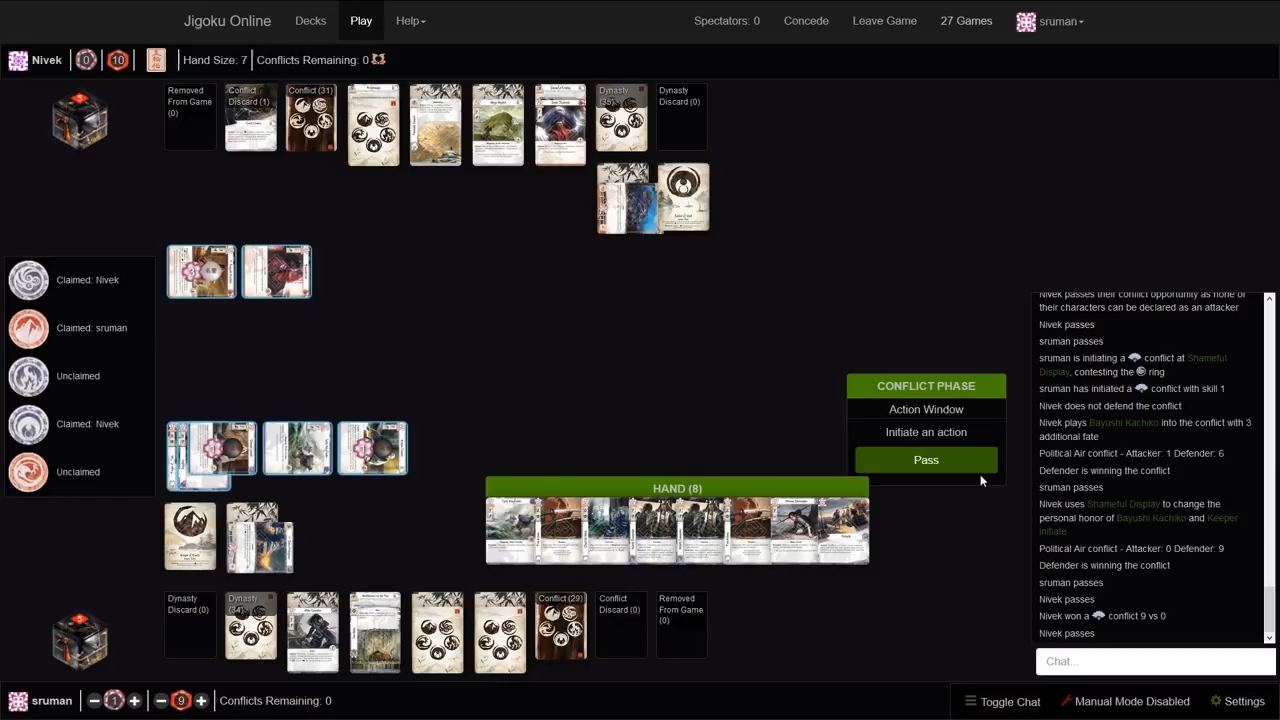 Jigoku Online
Decks
Play
Help
Spectators: 0
Concede
Leave Game
27 Games
sruman
Nivek
0
10
Hand Size: 7
Conflicts Remaining: 0
Removed
From Game
(0)
Conflict
Discard (1)
Conflict (31)
Dynasty
Dynasty
Discard (0)
Claimed: Nivek
Claimed: sruman
Unclaimed
Claimed: Nivek
Unclaimed
CONFLICT PHASE
Action Window
Initiate an action
Pass
HAND (8)
Nivek passes their conflict opportunity as none of
their characters can be declared as an attacker
Nivek passes
sruman passes
sruman is initiating a conflict at Shameful
Display, contesting the ring
sruman has initiated a conflict with skill 1
Nivek does not defend the conflict
Nivek plays Bayushi Kachiko into the conflict with 3
additional fate
Political Air conflict - Attacker: 1 Defender: 6
Defender is winning the conflict
sruman passes
Nivek uses Shameful Display to change the
personal honor of Bayushi Kachiko and Keeper
Initiate
Political Air conflict - Attacker: 0 Defender: 9
Defender is winning the conflict
sruman passes
Nivek passes
Nivek won a conflict 9 vs 0
Nivek passes
Chat...
Dynasty
Discard (0)
Dynasty
(34)
Conflict (29)
Conflict
Discard (0)
Removed
From Game
(0)
sruman
1
9
Conflicts Remaining: 0
Toggle Chat
Manual Mode Disabled
Settings